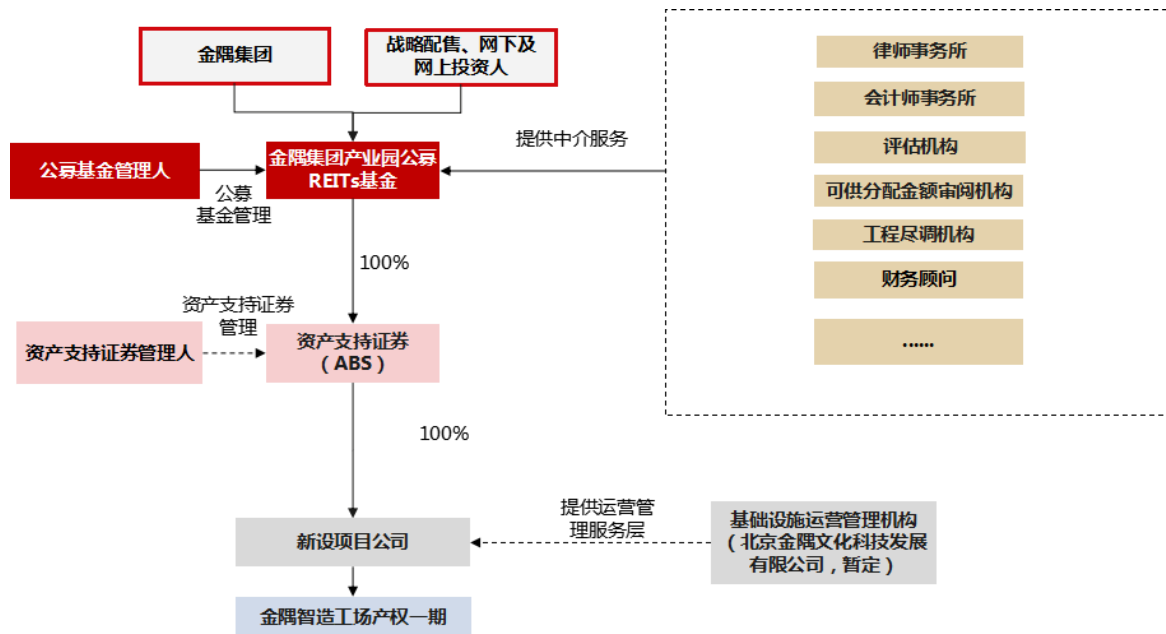 金隅集团
战略配售、网下及
网上投资人
律师事务所
会计师事务所
提供中介服务
评估机构
公募基金管理人
金隅集团产业园公募
REITs基金
公募
基金管理
可供分配金额审阅机构
工程尽调机构
100%
财务顾问
资产支持证券
管理
......
资产支持证券管理人
资产支持证券
（ABS）
100%
提供运营管
理服务层
基础设施运营管理机构
（北京金隅文化科技发展
有限公司，暂定）
新设项目公司
金隅智造工场产权一期